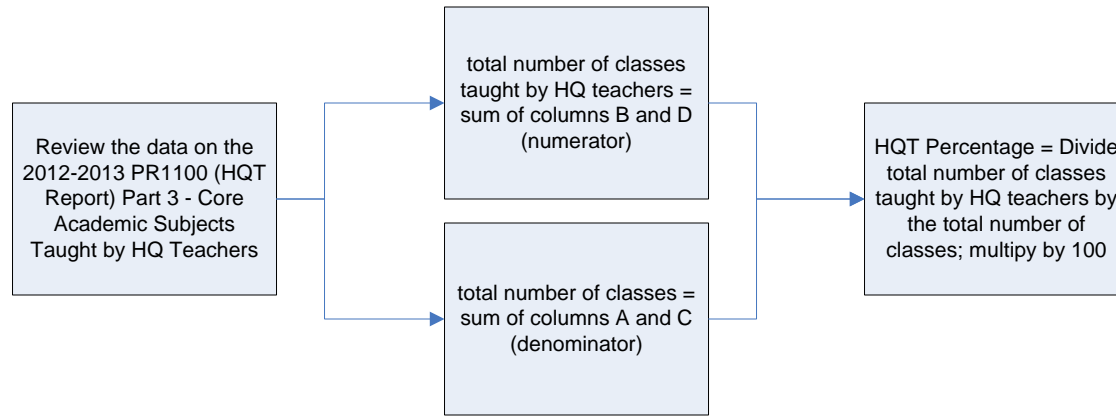 Review the data on the
2012-2013 PR1100 (HQT
Report) Part 3 - Core
Academic Subjects
Taught by HQ Teachers
total number of classes
taught by HQ teachers =
sum of columns B and D
(numerator)
total number of classes =
sum of columns A and C
(denominator)
HQT Percentage = Divide
total number of classes
taught by HQ teachers by
the total number of
classes; multipy by 100